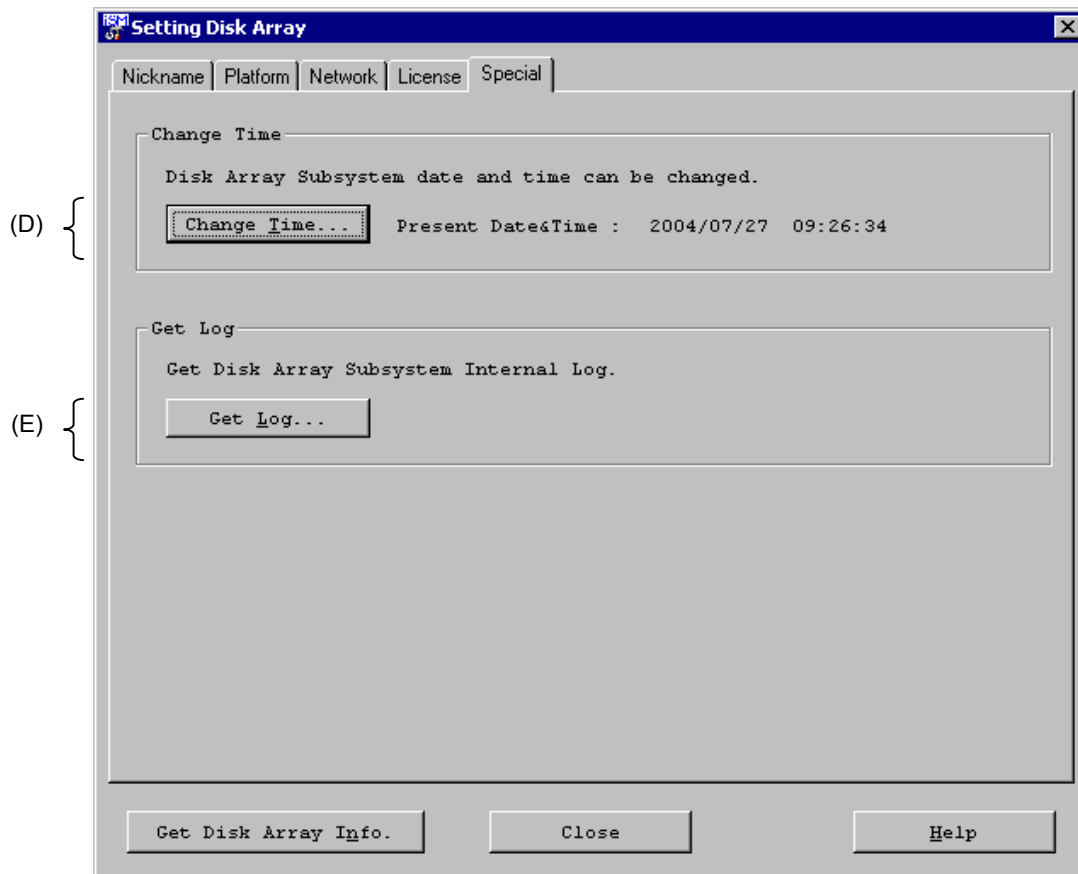 iSM Setting Disk Array
Nickname Platform Network License Special
Change Time
Disk Array Subsystem date and time can be changed.
(D) Change Time... Present Date&Time : 2004/07/27 09:26:34
Get Log
Get Disk Array Subsystem Internal Log.
(E) Get Log...
Get Disk Array Info. Close Help